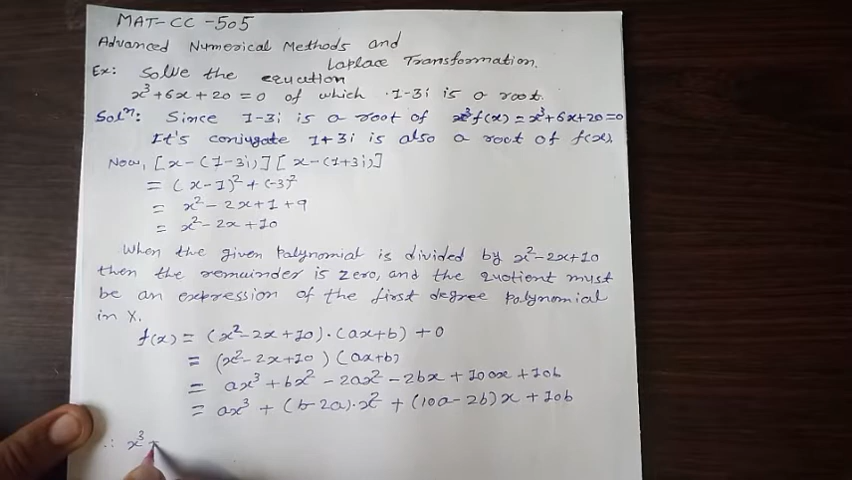 MAT-CC-505
Advanced Numerical Methods and
Laplace Transformation.
Ex: Solve the equation
x³+6x+20=0 of which 1-3i is a root.
Solⁿ: Since 1-3i is a root of f(x)=x³+6x+20=0
It's conjugate 1+3i is also a root of f(x).
Now, [x-(1-3i)][x-(1+3i)]
= (x-1)²+(-3)²
= x²-2x+1+9
= x²-2x+10
When the given Polynomial is divided by x²-2x+10
then the remainder is zero, and the quotient must
be an expression of the first degree Polynomial
in X.
f(x) = (x²-2x+10)·(ax+b)+0
= (x²-2x+10)(ax+b)
= ax³+bx²-2ax²-2bx+10ax+10b
= ax³+(b-2a)·x²+(10a-2b)x+10b
∴ x³